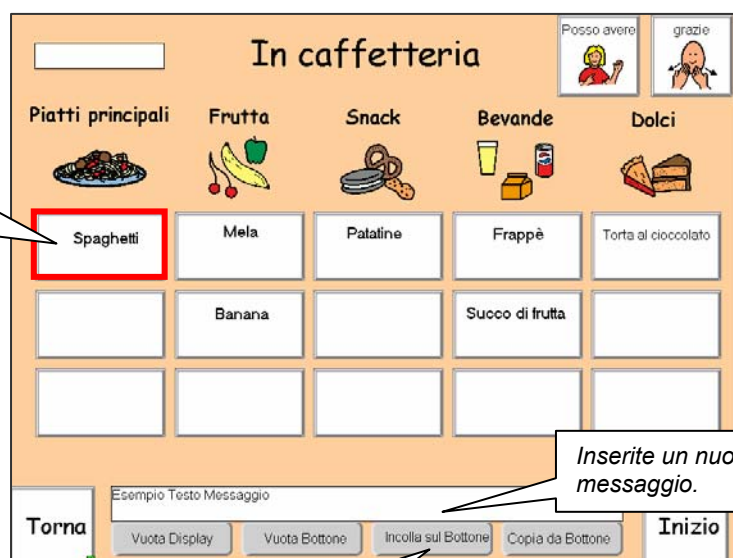 Posso avere
grazie
In caffetteria
Piatti principali
Frutta
Snack
Bevande
Dolci
Spaghetti
Mela
Patatine
Frappè
Torta al cioccolato
Banana
Succo di frutta
Inserite un nuo
messaggio.
Esempio Testo Messaggio
Torna
Vuota Display
Vuota Bottone
Incolla sul Bottone
Copia da Bottone
Inizio